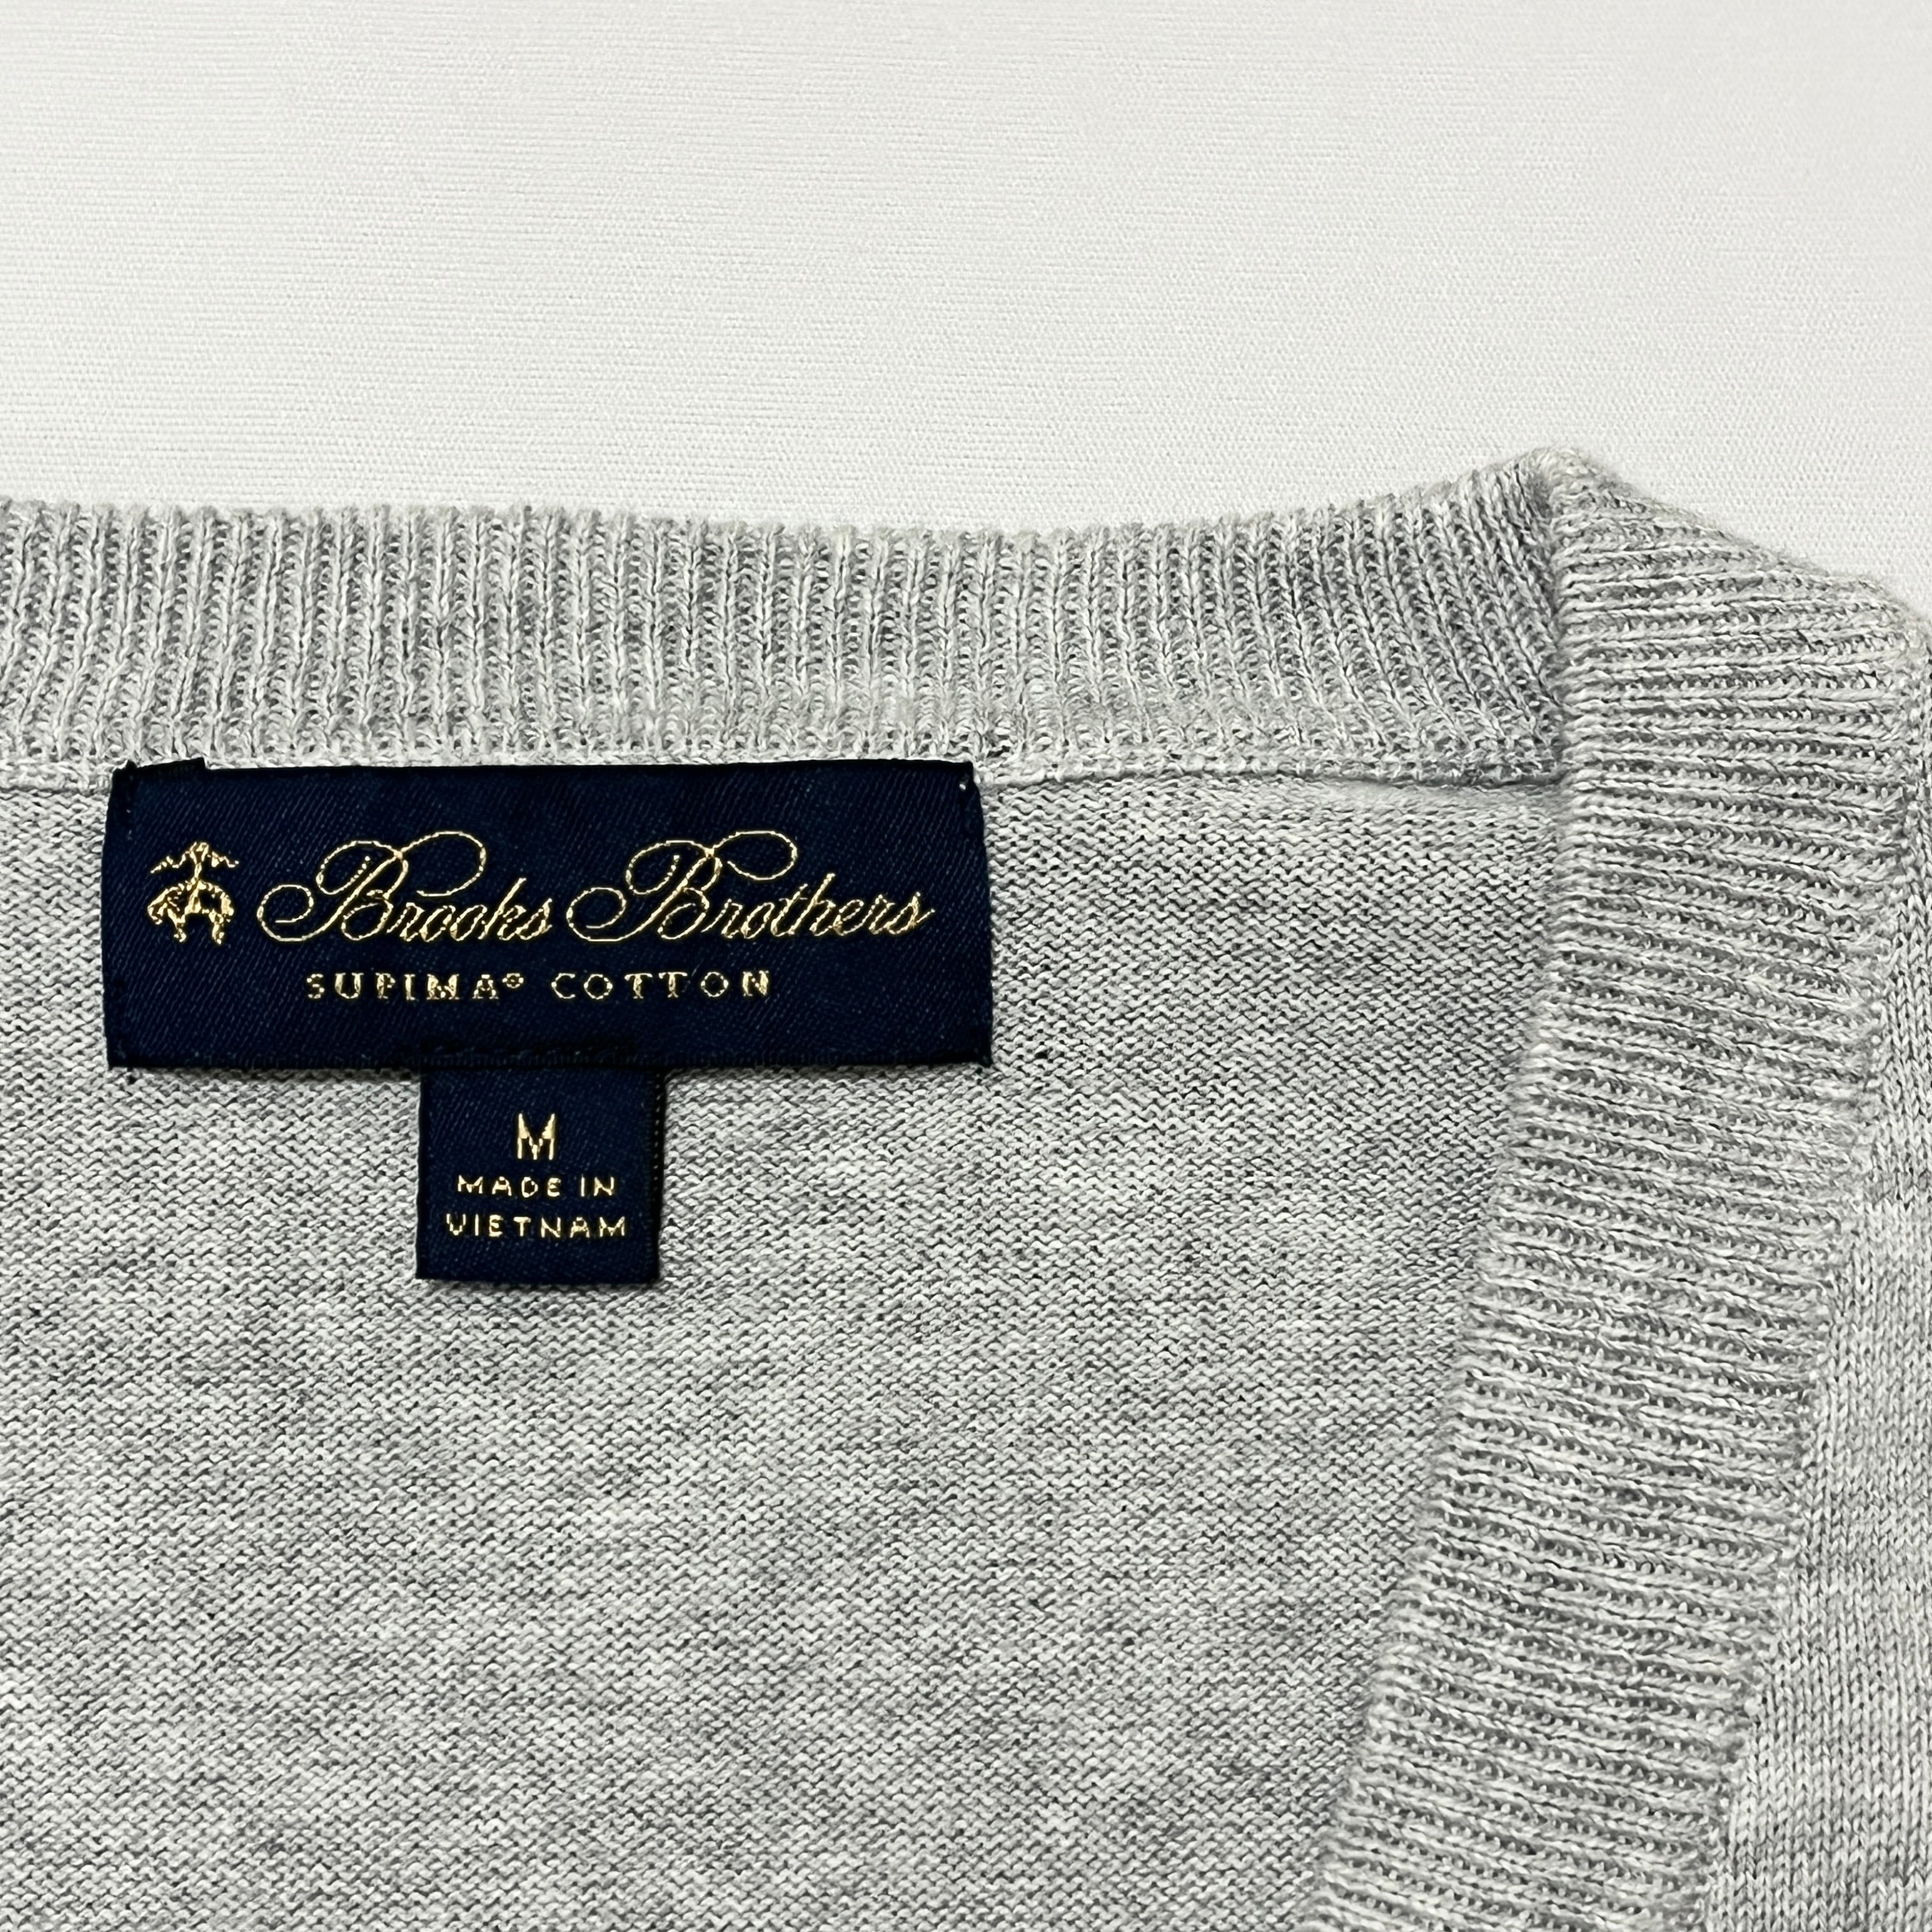 Brooks Brothers
SUPIMA® COTTON
M
MADE IN
VIETNAM